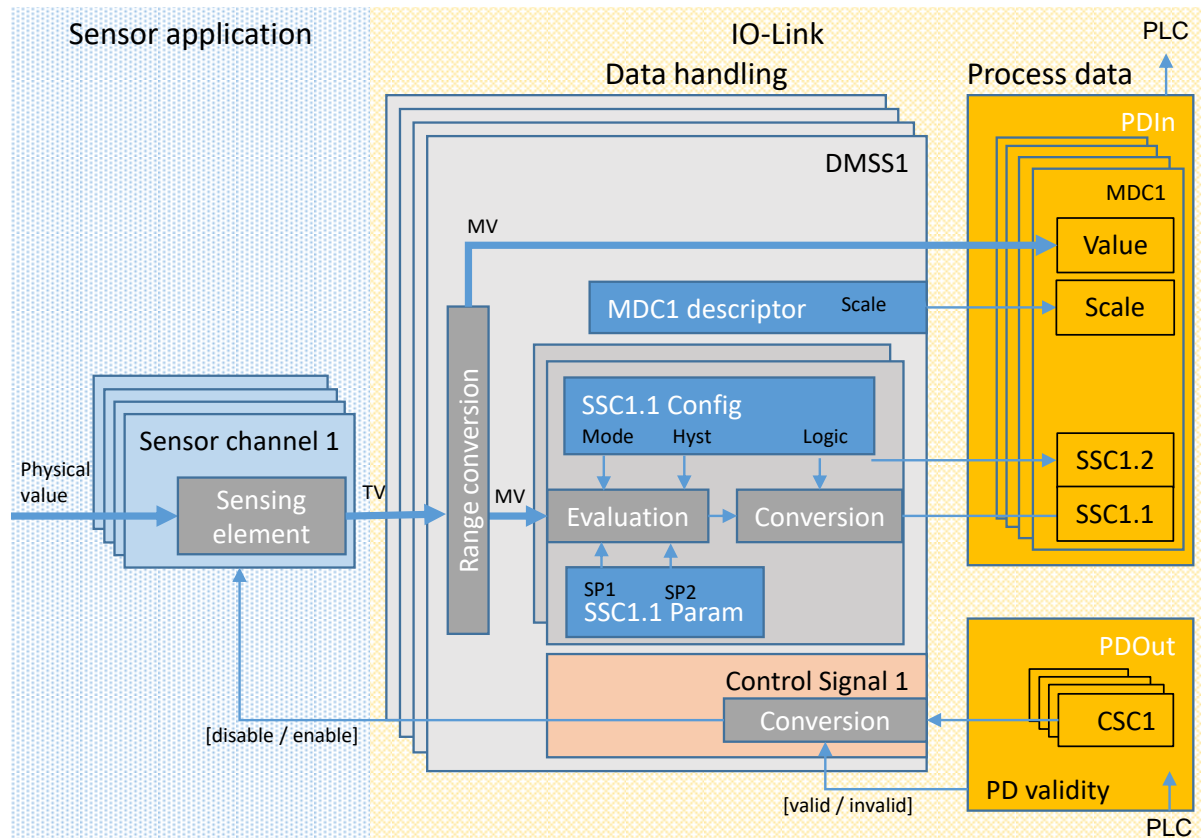 Sensor application
IO-Link
PLC
Data handling
Process data
PDIn
DMSS1
MDC1
MV
Value
MDC1 descriptor
Scale
Scale
SSC1.1 Config
Mode
Hyst
Logic
Sensor channel 1
Physical
value
Sensing
element
TV
Range conversion
MV
Evaluation
Conversion
SSC1.2
SSC1.1
SP1
SP2
SSC1.1 Param
PDOut
Control Signal 1
Conversion
CSC1
[disable / enable]
PD validity
[valid / invalid]
PLC